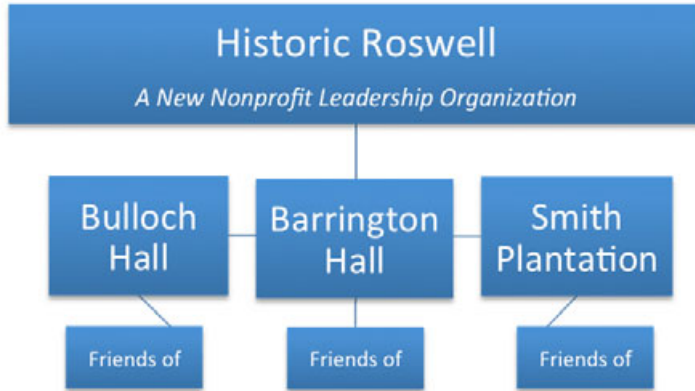 Historic Roswell
A New Nonprofit Leadership Organization
Bulloch
Hall
Barrington
Hall
Smith
Plantation
Friends of
Friends of
Friends of